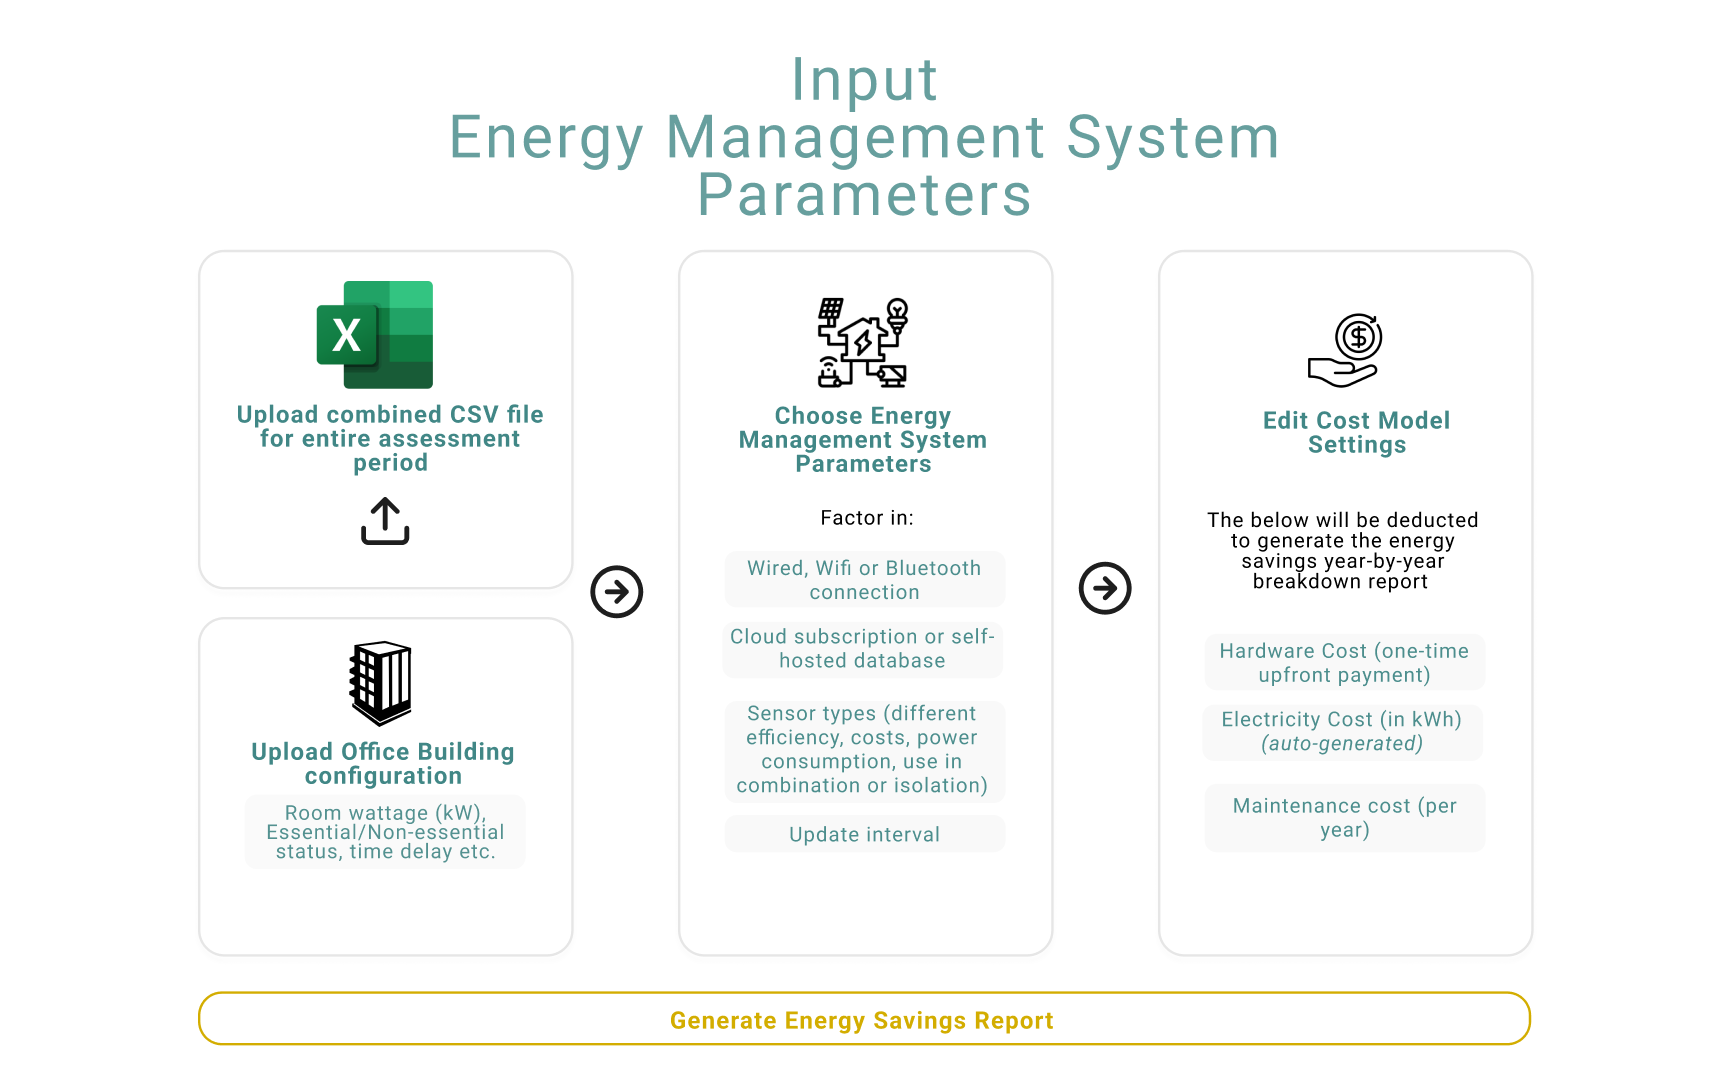 Input
Energy Management System
Parameters
X
Upload combined CSV file
for entire assessment
period
Upload Office Building
configuration
Room wattage (kW),
Essential/Non-essential
status, time delay etc.
Choose Energy
Management System
Parameters
Factor in:
Wired, Wifi or Bluetooth
connection
Cloud subscription or self-
hosted database
Sensor types (different
efficiency, costs, power
consumption, use in
combination or isolation)
Update interval
$
Edit Cost Model
Settings
The below will be deducted
to generate the energy
savings year-by-year
breakdown report
Hardware Cost (one-time
upfront payment)
Electricity Cost (in kWh)
(auto-generated)
Maintenance cost (per
year)
Generate Energy Savings Report